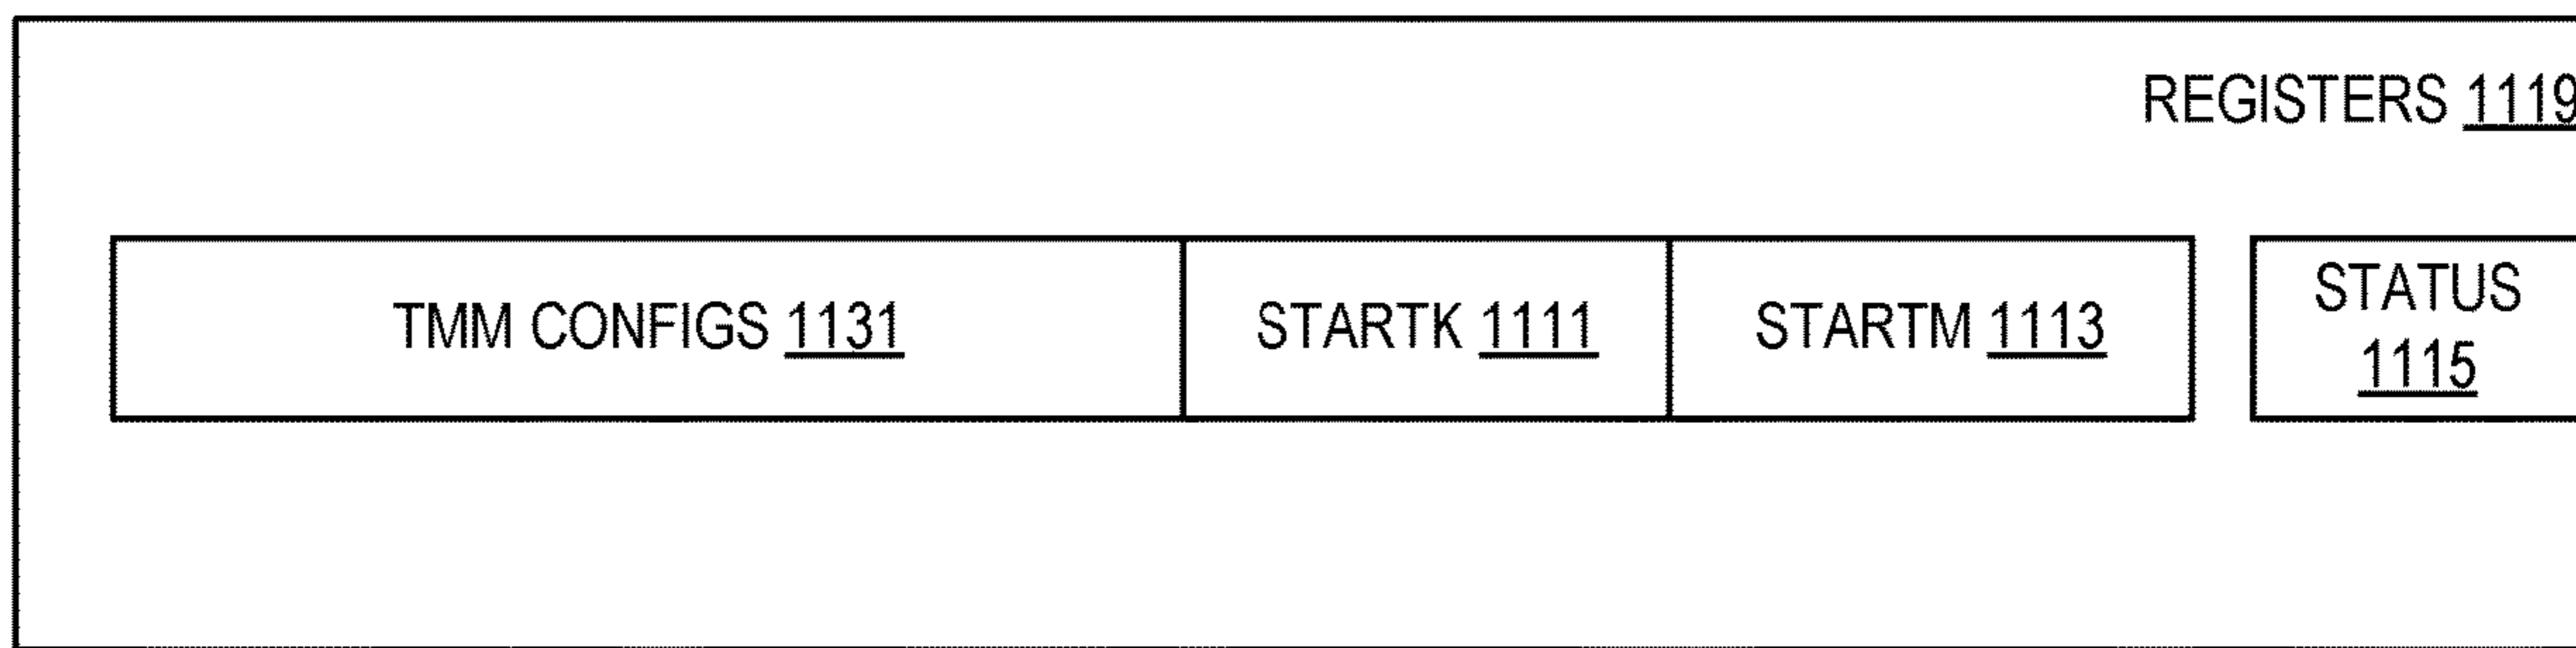 REGISTERS 1119
TMM CONFIGS 1131
STARTK 1111
STARTM 1113
STATUS
1115